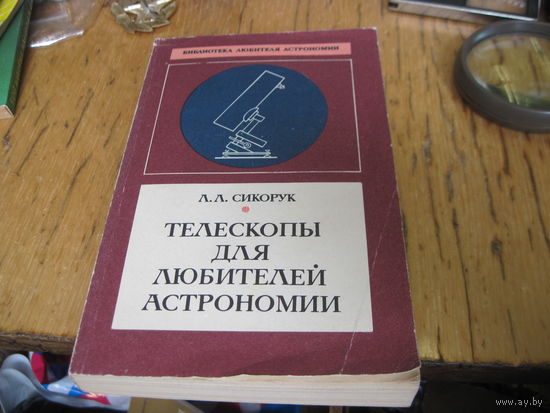 БИБЛИОТЕКА ЛЮБИТЕЛЯ АСТРОНОМИИ
Л. Л. СИКОРУК
ТЕЛЕСКОПЫ
ДЛЯ
ЛЮБИТЕЛЕЙ
АСТРОНОМИИ
www.ay.by